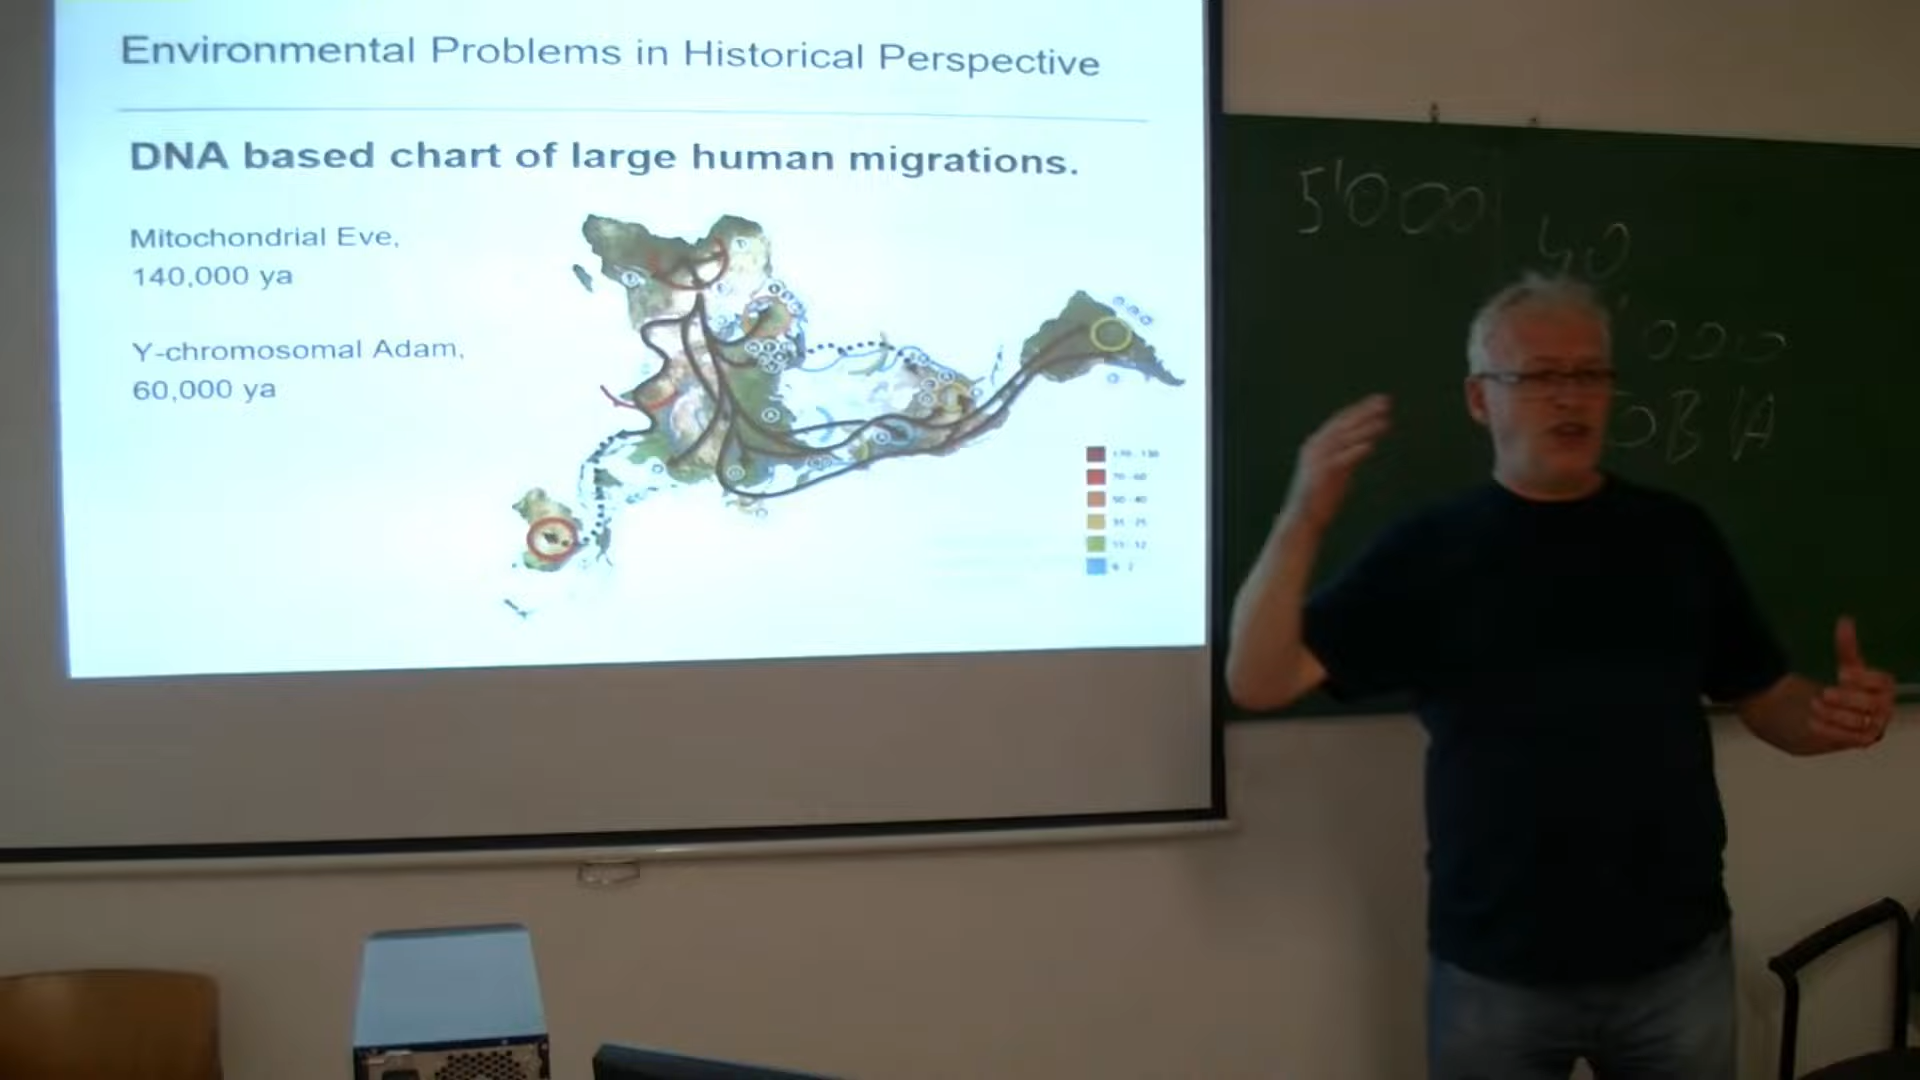 Environmental Problems in Historical Perspective
DNA based chart of large human migrations.
Mitochondrial Eve,
140,000 ya
Y-chromosomal Adam,
60,000 ya
5'000
40